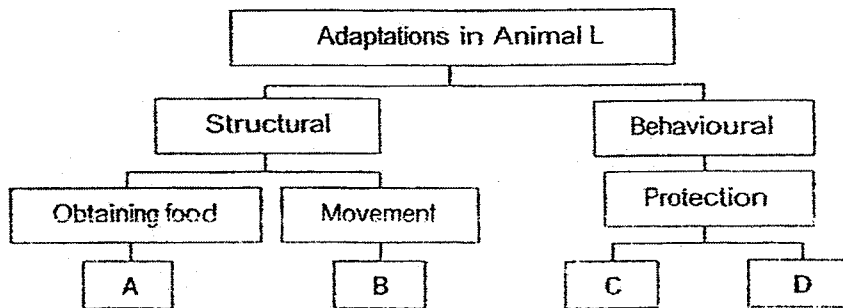 Adaptations in Animal L
Structural
Behavioural
Obtaining food
Movement
Protection
A
B
C
D